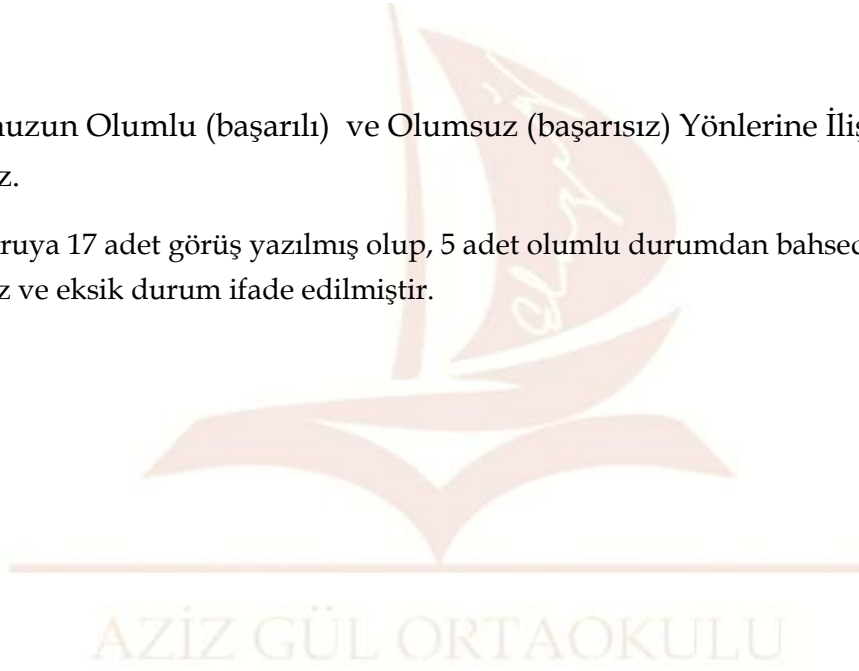 uzun Olumlu (başarılı) ve Olumsuz (başarısız) Yönlerine İliş
z.
ruya 17 adet görüş yazılmış olup, 5 adet olumlu durumdan bahsed
z ve eksik durum ifade edilmiştir.
AZİZ GÜL ORTAOKULU